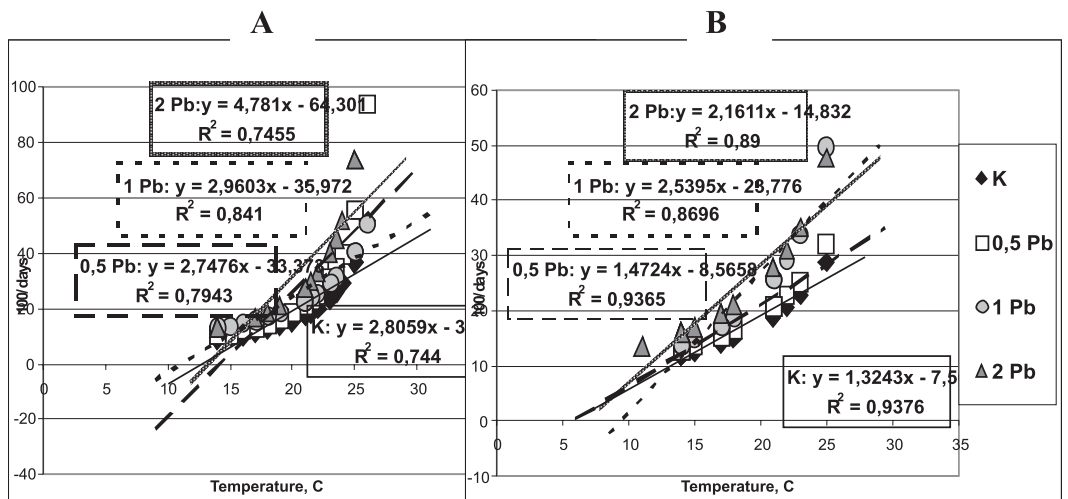 A
B
100
80
60
40
20
0
-20
-40
0 5 10 15 20 25 30
100/days
Temperature, C
2 Pb:y = 4,781x - 64,301
R2 = 0,7455
1 Pb: y = 2,9603x - 35,972
R2 = 0,841
0,5 Pb: y = 2,7476x -
R2 = 0,7943
K: y = 2,8059x - 3
R2 = 0,744
60
50
40
30
20
10
0
-10
0 5 10 15 20 25 30 35
Temperature, C
2 Pb:y = 2,1611x - 14,832
R2 = 0,89
1 Pb: y = 2,5395x - 23,776
R2 = 0,8696
0,5 Pb: y = 1,4724x - 8,5658
R2 = 0,9365
K: y = 1,3243x - 7,5
R2 = 0,9376
K
0,5 Pb
1 Pb
2 Pb